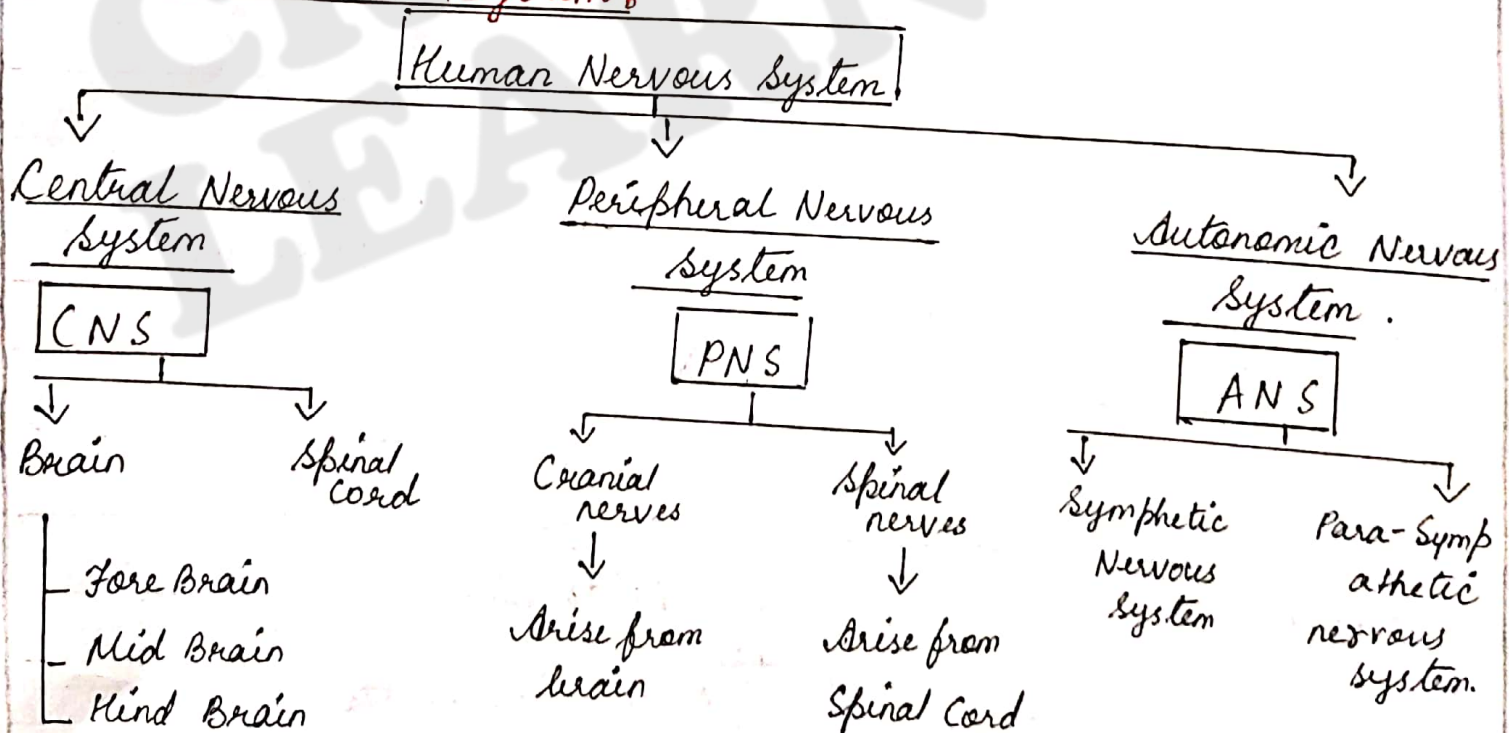 Human Nervous System
Central Nervous
System
CNS
Brain
Spinal
Cord
Fore Brain
Mid Brain
Hind Brain
Peripheral Nervous
System
PNS
Cranial
nerves
Arise from
brain
Spinal
nerves
Arise from
Spinal Cord
Autonomic Nervous
System.
ANS
Symphetic
Nervous
System
Para-Symp
athetic
nervous
system.